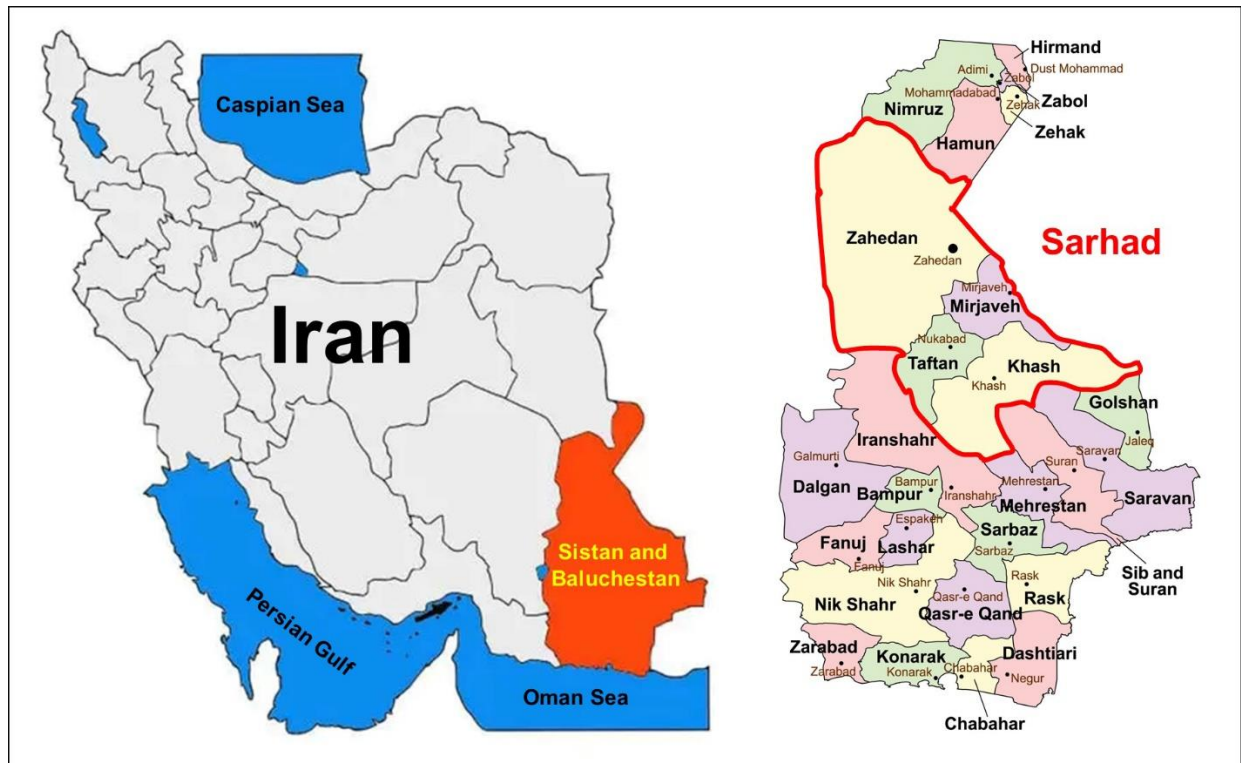 Caspian Sea
Iran
Sistan and
Baluchestan
Persian Gulf
Oman Sea
Hirmand
Adimi
Dust Mohammad
Zabol
Mohammadabad
Zabol
Nimruz
Zehak
Zehak
Hamun
Zahedan
Zahedan
Sarhad
Mirjaveh
Mirjaveh
Nukabad
Taftan
Khash
Khash
Golshan
Iranshahr
Jaleq
Galmurti
Saravan
Suran
Dalgan
Bampur
Bampur
Iranshahr
Mehrestan
Mehrestan
Saravan
Espakeh
Sarbaz
Fanuj
Lashar
Sarbaz
Fanuj
Sib and
Suran
Nik Shahr
Nik Shahr
Qasr-e Qand
Qasr-e Qand
Rask
Rask
Zarabad
Zarabad
Konarak
Konarak
Chabahar
Dashtiari
Negur
Chabahar